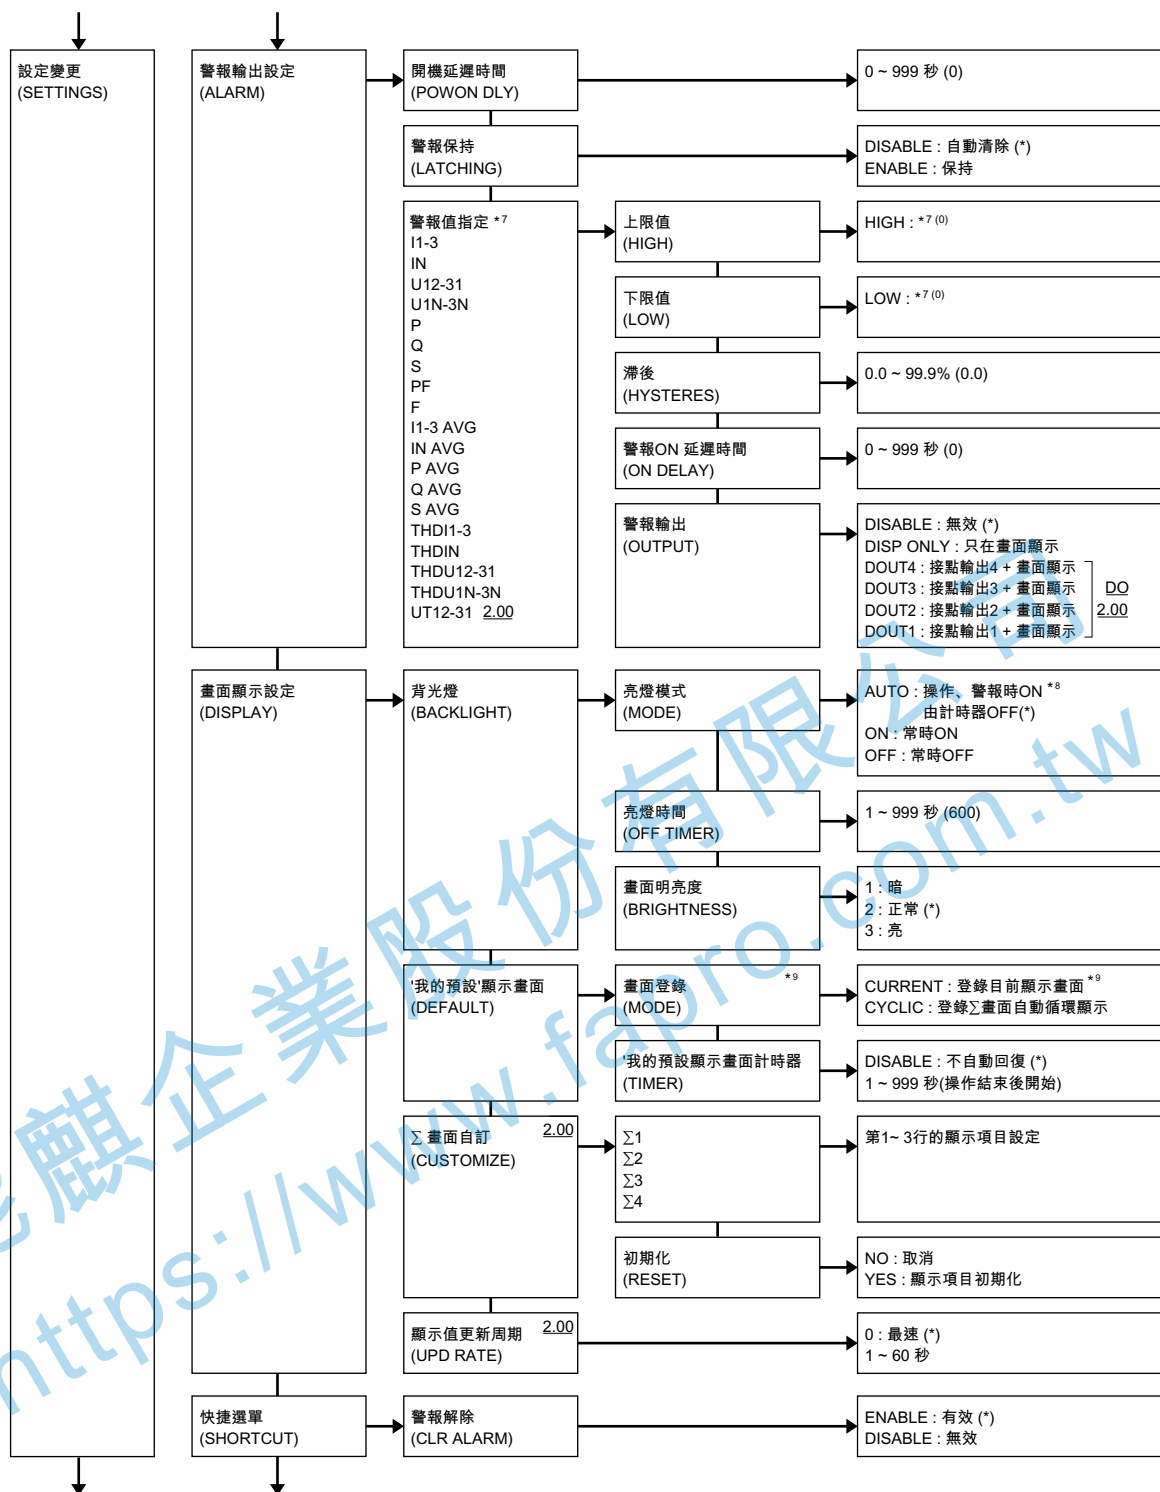 設定變更
(SETTINGS)
警報輸出設定
(ALARM)
開機延遲時間
(POWON DLY)
0 ~ 999 秒 (0)
警報保持
(LATCHING)
DISABLE : 自動清除 (*)
ENABLE : 保持
警報值指定 *7
I1-3
IN
U12-31
U1N-3N
P
Q
S
PF
F
I1-3 AVG
IN AVG
P AVG
Q AVG
S AVG
THDI1-3
THDIN
THDU12-31
THDU1N-3N
UT12-31 2.00
上限值
(HIGH)
HIGH : *7 (0)
下限值
(LOW)
LOW : *7 (0)
滯後
(HYSTERES)
0.0 ~ 99.9% (0.0)
警報ON 延遲時間
(ON DELAY)
0 ~ 999 秒 (0)
警報輸出
(OUTPUT)
DISABLE : 無效 (*)
DISP ONLY : 只在畫面顯示
DOUT4 : 接點輸出4 + 畫面顯示
DOUT3 : 接點輸出3 + 畫面顯示 DO
DOUT2 : 接點輸出2 + 畫面顯示 2.00
DOUT1 : 接點輸出1 + 畫面顯示
畫面顯示設定
(DISPLAY)
背光燈
(BACKLIGHT)
亮燈模式
(MODE)
AUTO : 操作、警報時ON *8
由計時器OFF(*)
ON : 常時ON
OFF : 常時OFF
亮燈時間
(OFF TIMER)
1 ~ 999 秒 (600)
畫面明亮度
(BRIGHTNESS)
1 : 暗
2 : 正常 (*)
3 : 亮
'我的預設'顯示畫面
(DEFAULT)
畫面登錄 *9
(MODE)
CURRENT : 登錄目前顯示畫面 *9
CYCLIC : 登錄∑畫面自動循環顯示
'我的預設顯示畫面計時器
(TIMER)
DISABLE : 不自動回復 (*)
1 ~ 999 秒(操作結束後開始)
∑ 畫面自訂 2.00
(CUSTOMIZE)
∑1
∑2
∑3
∑4
第1~ 3行的顯示項目設定
初期化
(RESET)
NO : 取消
YES : 顯示項目初期化
顯示值更新周期 2.00
(UPD RATE)
0 : 最速 (*)
1 ~ 60 秒
快捷選單
(SHORTCUT)
警報解除
(CLR ALARM)
ENABLE : 有效 (*)
DISABLE : 無效
麒企業股份有限公司
https://www.fapro.com.tw